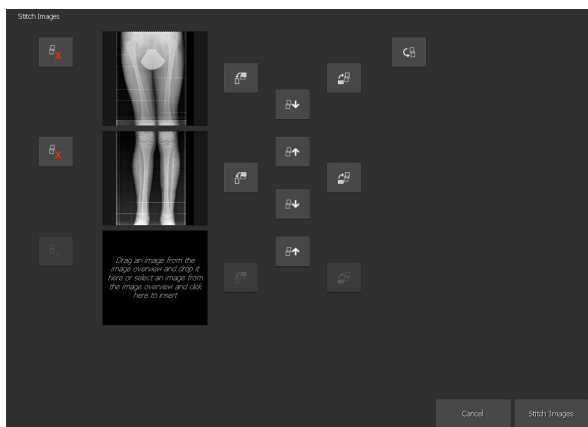 Stitch Images
Drag an image from the
image overview and drop it
here or select an image from
the image overview and click
here to insert
Cancel
Stitch Images